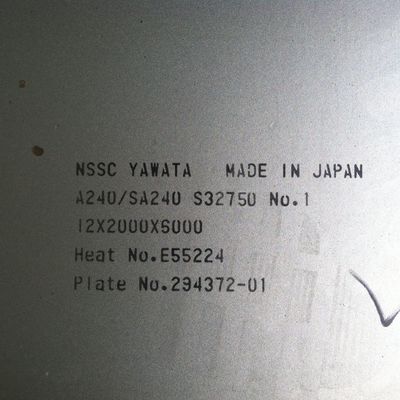 NSSC YAWATA MADE IN JAPAN
A240/SA240 S32750 No.1
12X2000X6000
Heat No.E55224
Plate No.294372-01